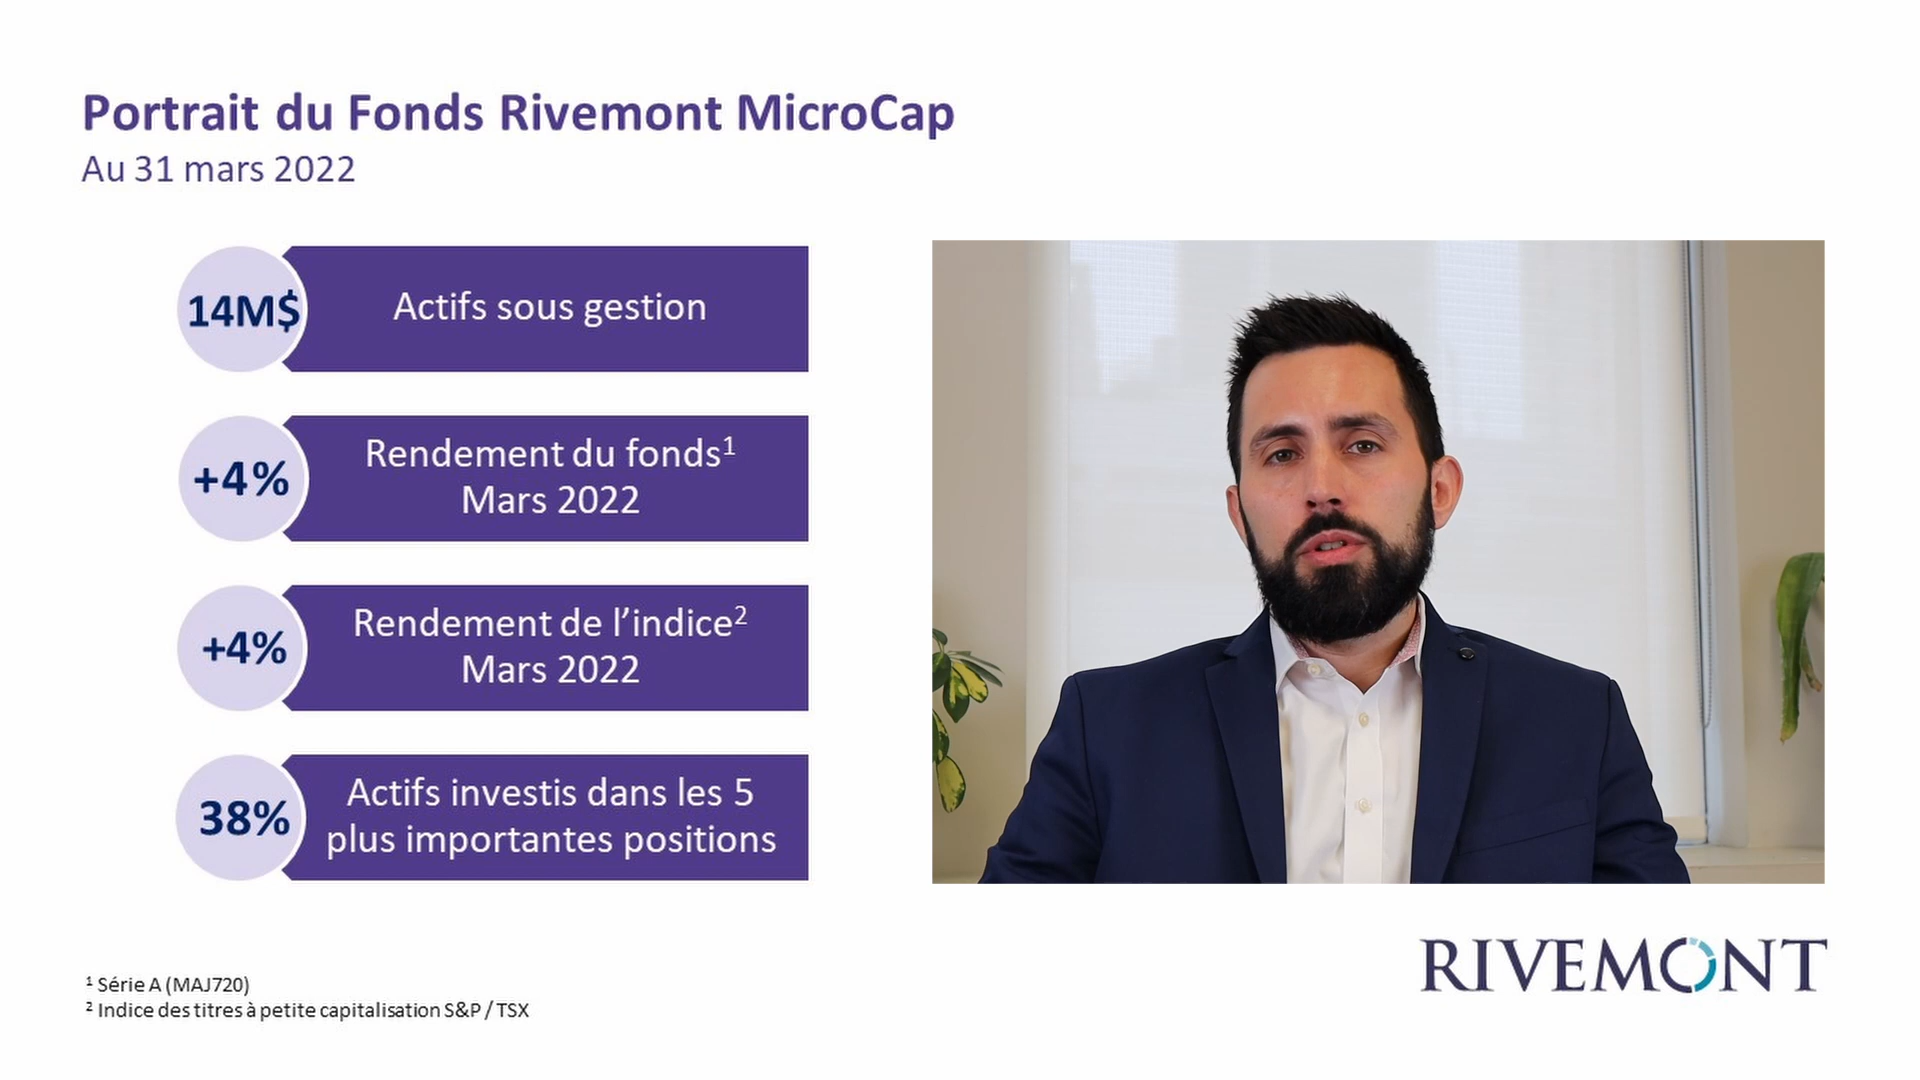 Portrait du Fonds Rivemont MicroCap
Au 31 mars 2022
14M$
Actifs sous gestion
+4%
Rendement du fonds¹
Mars 2022
+4%
Rendement de l’indice²
Mars 2022
38%
Actifs investis dans les 5
plus importantes positions
¹ Série A (MAJ720)
² Indice des titres à petite capitalisation S&P / TSX
RIVEMONT